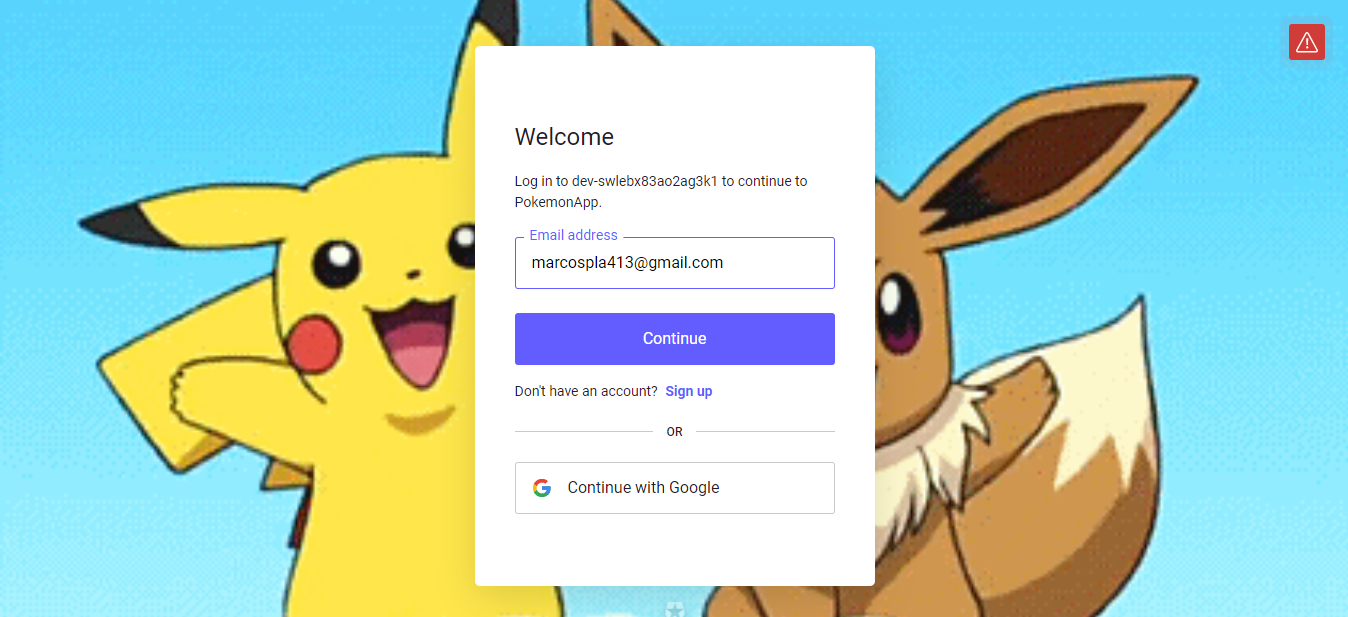 Welcome
Log in to dev-swlebx83ao2ag3k1 to continue to
PokemonApp.
Email address
marcospla413@gmail.com
Continue
Don't have an account? Sign up
OR
Continue with Google